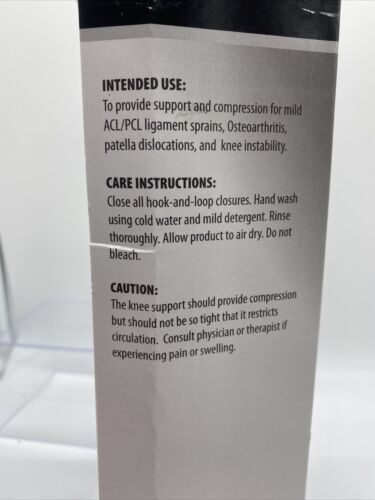 INTENDED USE:
To provide support and compression for mild
ACL/PCL ligament sprains, Osteoarthritis,
patella dislocations, and knee instability.
CARE INSTRUCTIONS:
Close all hook-and-loop closures. Hand wash
using cold water and mild detergent. Rinse
thoroughly. Allow product to air dry. Do not
bleach.
CAUTION:
The knee support should provide compression
but should not be so tight that it restricts
circulation. Consult physician or therapist if
experiencing pain or swelling.